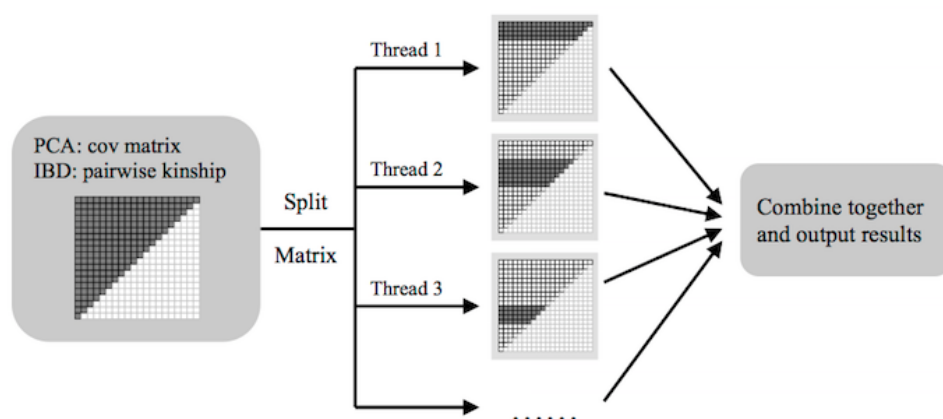 PCA: cov matrix
IBD: pairwise kinship
Split
Matrix
Thread 1
Thread 2
Thread 3
......
Combine together
and output results